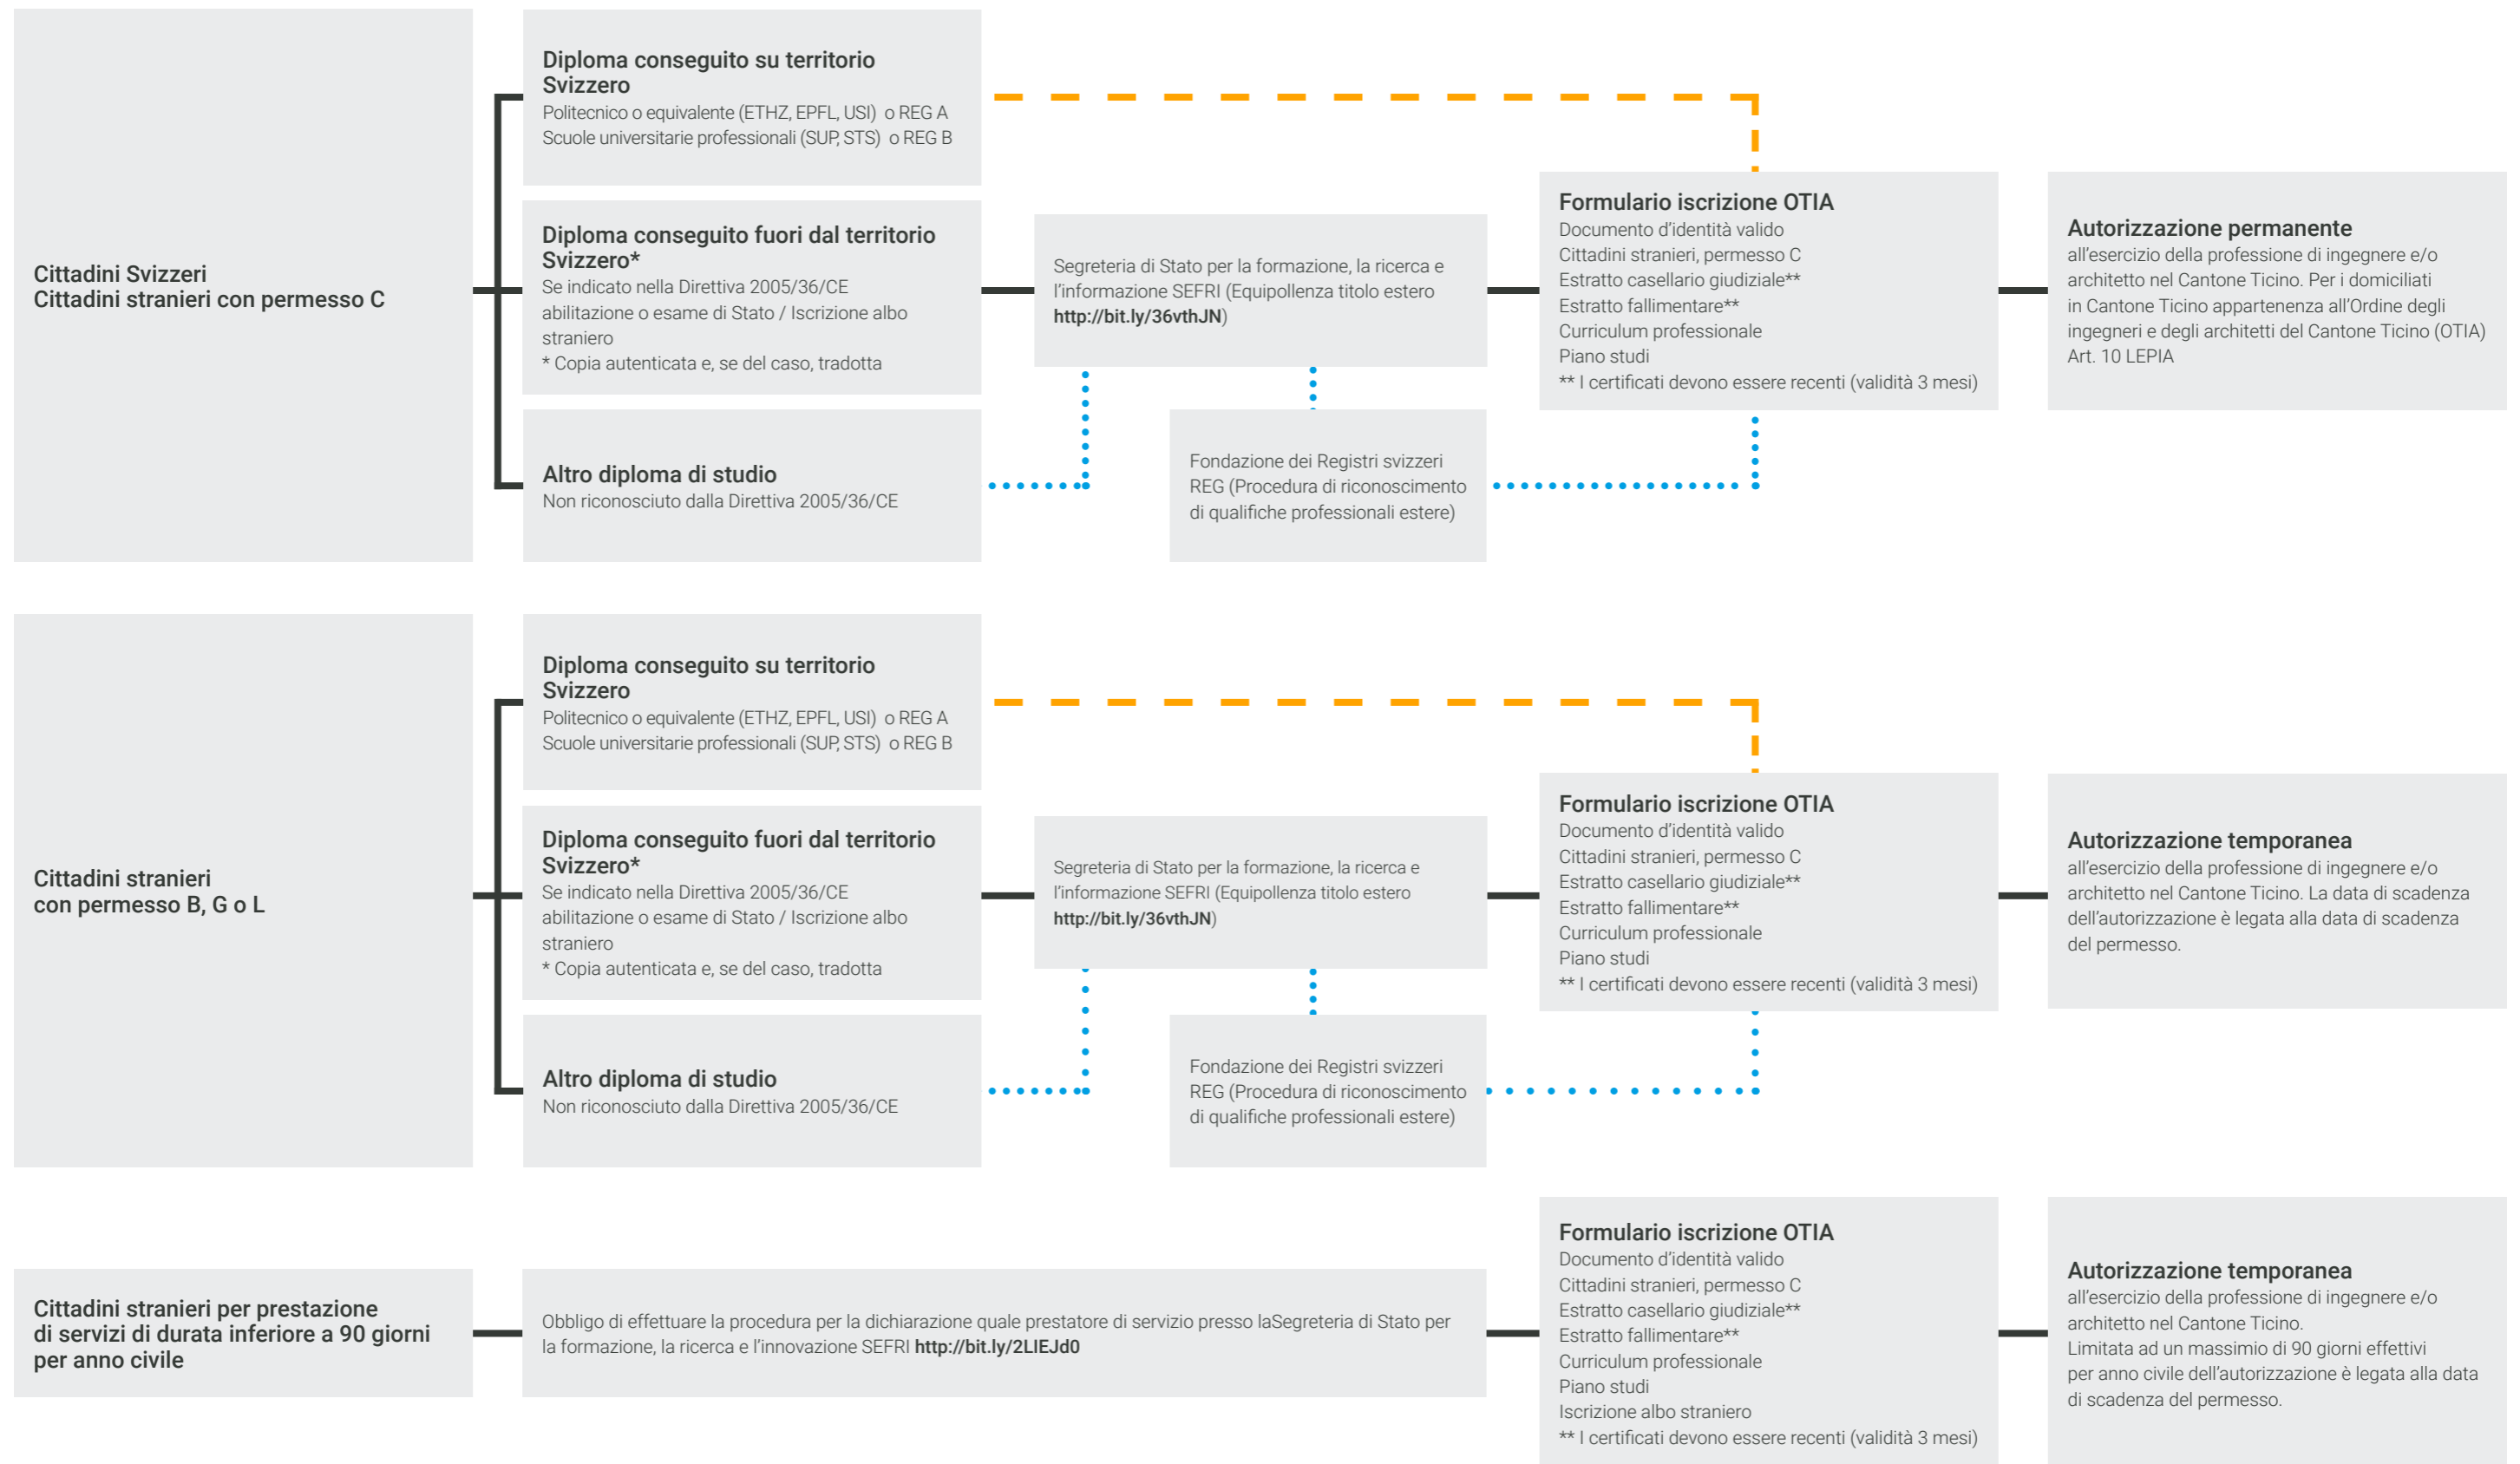 Cittadini Svizzeri
Cittadini stranieri con permesso C
Diploma conseguito su territorio
Svizzero
Politecnico o equivalente (ETHZ, EPFL, USI) o REG A
Scuole universitarie professionali (SUP, STS) o REG B
Diploma conseguito fuori dal territorio
Svizzero*
Se indicato nella Direttiva 2005/36/CE
abilitazione o esame di Stato / Iscrizione albo
straniero
* Copia autenticata e, se del caso, tradotta
Altro diploma di studio
Non riconosciuto dalla Direttiva 2005/36/CE
Segreteria di Stato per la formazione, la ricerca e
l'informazione SEFRI (Equipollenza titolo estero
http://bit.ly/36vthJN)
Fondazione dei Registri svizzeri
REG (Procedura di riconoscimento
di qualifiche professionali estere)
Formulario iscrizione OTIA
Documento d'identità valido
Cittadini stranieri, permesso C
Estratto casellario giudiziale**
Estratto fallimentare**
Curriculum professionale
Piano studi
** I certificati devono essere recenti (validità 3 mesi)
Autorizzazione permanente
all'esercizio della professione di ingegnere e/o
architetto nel Cantone Ticino. Per i domiciliati
in Cantone Ticino appartenenza all'Ordine degli
ingegneri e degli architetti del Cantone Ticino (OTIA)
Art. 10 LEPIA
Cittadini stranieri
con permesso B, G o L
Diploma conseguito su territorio
Svizzero
Politecnico o equivalente (ETHZ, EPFL, USI) o REG A
Scuole universitarie professionali (SUP, STS) o REG B
Diploma conseguito fuori dal territorio
Svizzero*
Se indicato nella Direttiva 2005/36/CE
abilitazione o esame di Stato / Iscrizione albo
straniero
* Copia autenticata e, se del caso, tradotta
Altro diploma di studio
Non riconosciuto dalla Direttiva 2005/36/CE
Segreteria di Stato per la formazione, la ricerca e
l'informazione SEFRI (Equipollenza titolo estero
http://bit.ly/36vthJN)
Fondazione dei Registri svizzeri
REG (Procedura di riconoscimento
di qualifiche professionali estere)
Formulario iscrizione OTIA
Documento d'identità valido
Cittadini stranieri, permesso C
Estratto casellario giudiziale**
Estratto fallimentare**
Curriculum professionale
Piano studi
** I certificati devono essere recenti (validità 3 mesi)
Autorizzazione temporanea
all'esercizio della professione di ingegnere e/o
architetto nel Cantone Ticino. La data di scadenza
dell'autorizzazione è legata alla data di scadenza
del permesso.
Cittadini stranieri per prestazione
di servizi di durata inferiore a 90 giorni
per anno civile
Obbligo di effettuare la procedura per la dichiarazione quale prestatore di servizio presso laSegreteria di Stato per
la formazione, la ricerca e l'innovazione SEFRI http://bit.ly/2LIEJd0
Formulario iscrizione OTIA
Documento d'identità valido
Cittadini stranieri, permesso C
Estratto casellario giudiziale**
Estratto fallimentare**
Curriculum professionale
Piano studi
Iscrizione albo straniero
** I certificati devono essere recenti (validità 3 mesi)
Autorizzazione temporanea
all'esercizio della professione di ingegnere e/o
architetto nel Cantone Ticino.
Limitata ad un massimio di 90 giorni effettivi
per anno civile dell'autorizzazione è legata alla data
di scadenza del permesso.